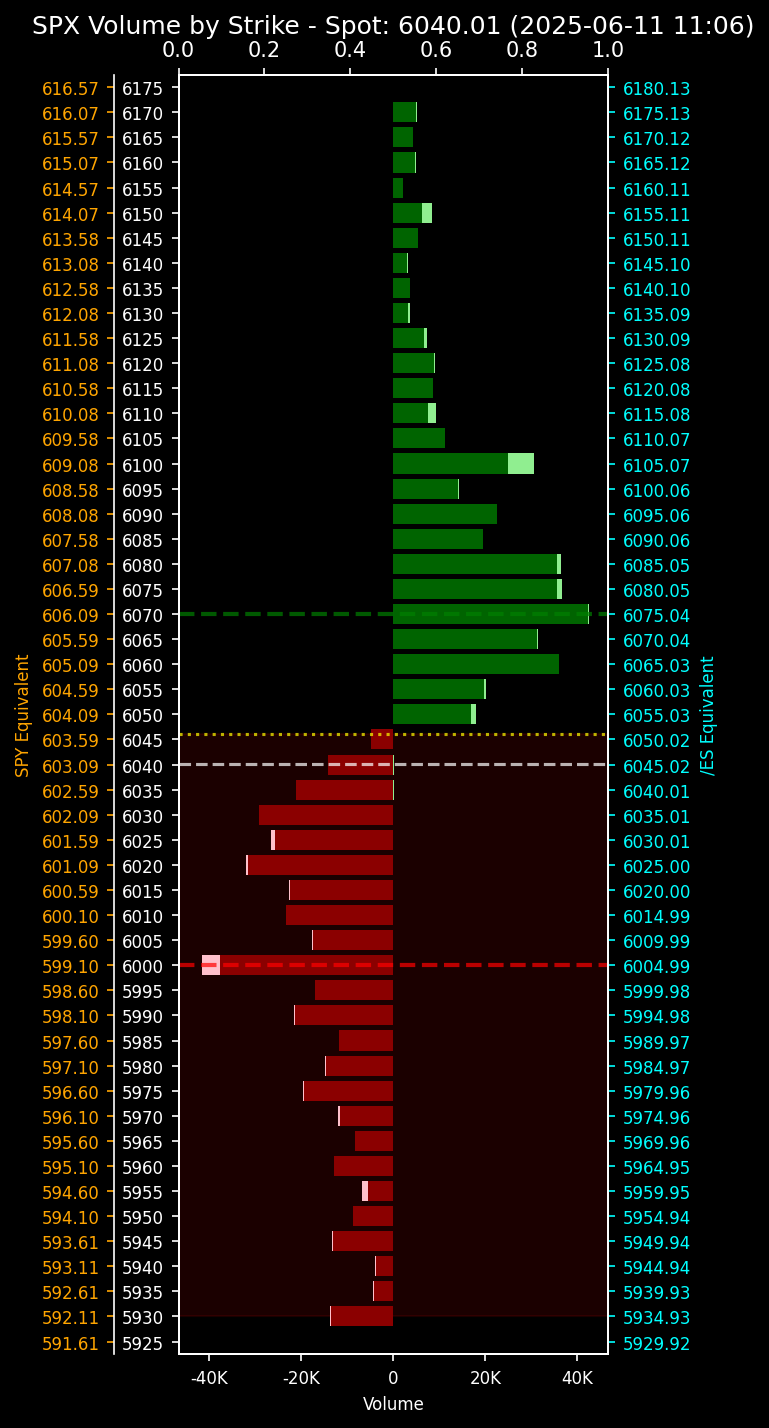 SPX Volume by Strike - Spot: 6040.01 (2025-06-11 11:06)
0.0 0.2 0.4 0.6 0.8 1.0
616.57 6175 6180.13
616.07 6170 6175.13
615.57 6165 6170.12
615.07 6160 6165.12
614.57 6155 6160.11
614.07 6150 6155.11
613.58 6145 6150.11
613.08 6140 6145.10
612.58 6135 6140.10
612.08 6130 6135.09
611.58 6125 6130.09
611.08 6120 6125.08
610.58 6115 6120.08
610.08 6110 6115.08
609.58 6105 6110.07
609.08 6100 6105.07
608.58 6095 6100.06
608.08 6090 6095.06
607.58 6085 6090.06
607.08 6080 6085.05
606.59 6075 6080.05
606.09 6070 6075.04
605.59 6065 6070.04
605.09 6060 6065.03
604.59 6055 6060.03
604.09 6050 6055.03
603.59 6045 6050.02
603.09 6040 6045.02
602.59 6035 6040.01
602.09 6030 6035.01
601.59 6025 6030.01
601.09 6020 6025.00
600.59 6015 6020.00
600.10 6010 6014.99
599.60 6005 6009.99
599.10 6000 6004.99
598.60 5995 5999.98
598.10 5990 5994.98
597.60 5985 5989.97
597.10 5980 5984.97
596.60 5975 5979.96
596.10 5970 5974.96
595.60 5965 5969.96
595.10 5960 5964.95
594.60 5955 5959.95
594.10 5950 5954.94
593.61 5945 5949.94
593.11 5940 5944.94
592.61 5935 5939.93
592.11 5930 5934.93
591.61 5925 5929.92
SPY Equivalent
/ES Equivalent
-40K -20K 0 20K 40K
Volume